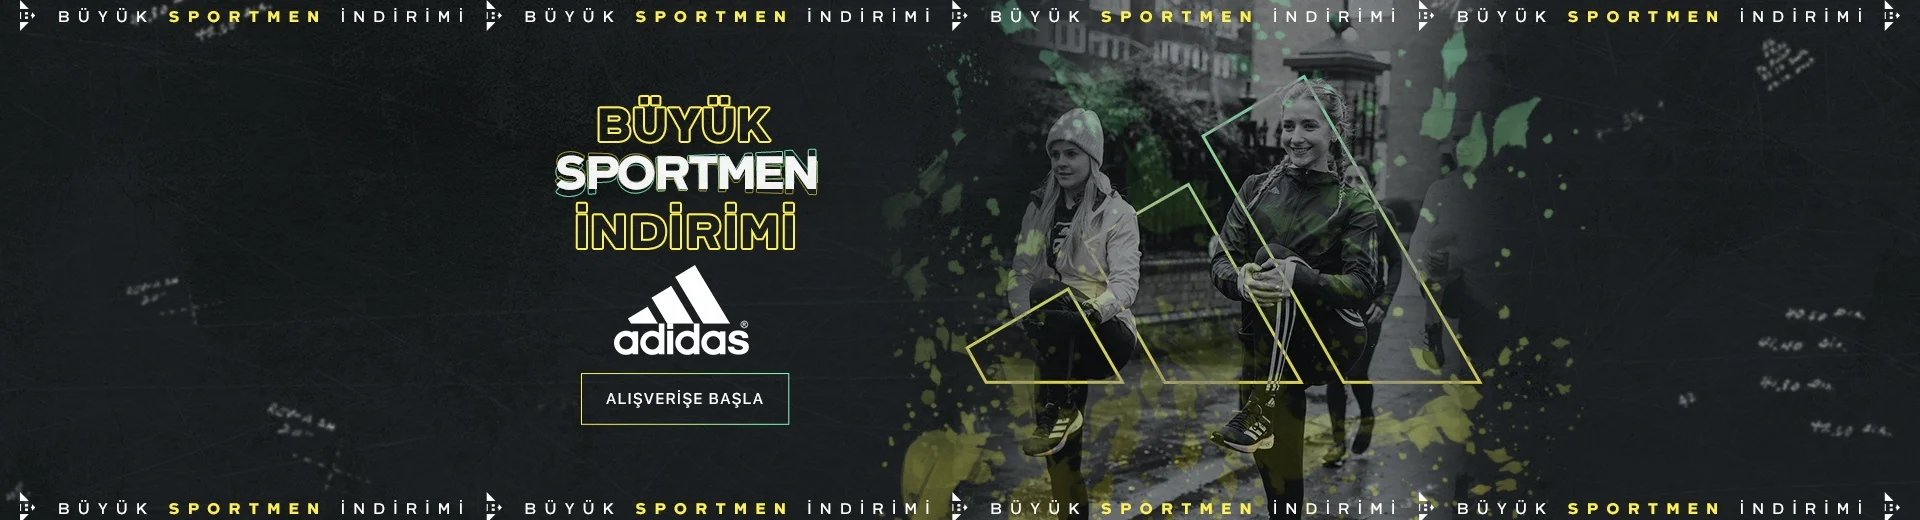 BÜYÜK SPORTMEN İNDİRİMİ BÜYÜK SPORTMEN İNDİRİMİ BÜYÜK SPORTMEN İNDİRİMİ BÜYÜK SPORTMEN İNDİRİMİ
BÜYÜK
SPORTMEN
İNDİRİMİ
adidas®
ALIŞVERİŞE BAŞLA
BÜYÜK SPORTMEN İNDİRİMİ BÜYÜK SPORTMEN İNDİRİMİ BÜYÜK SPORTMEN İNDİRİMİ BÜYÜK SPORTMEN İNDİRİMİ